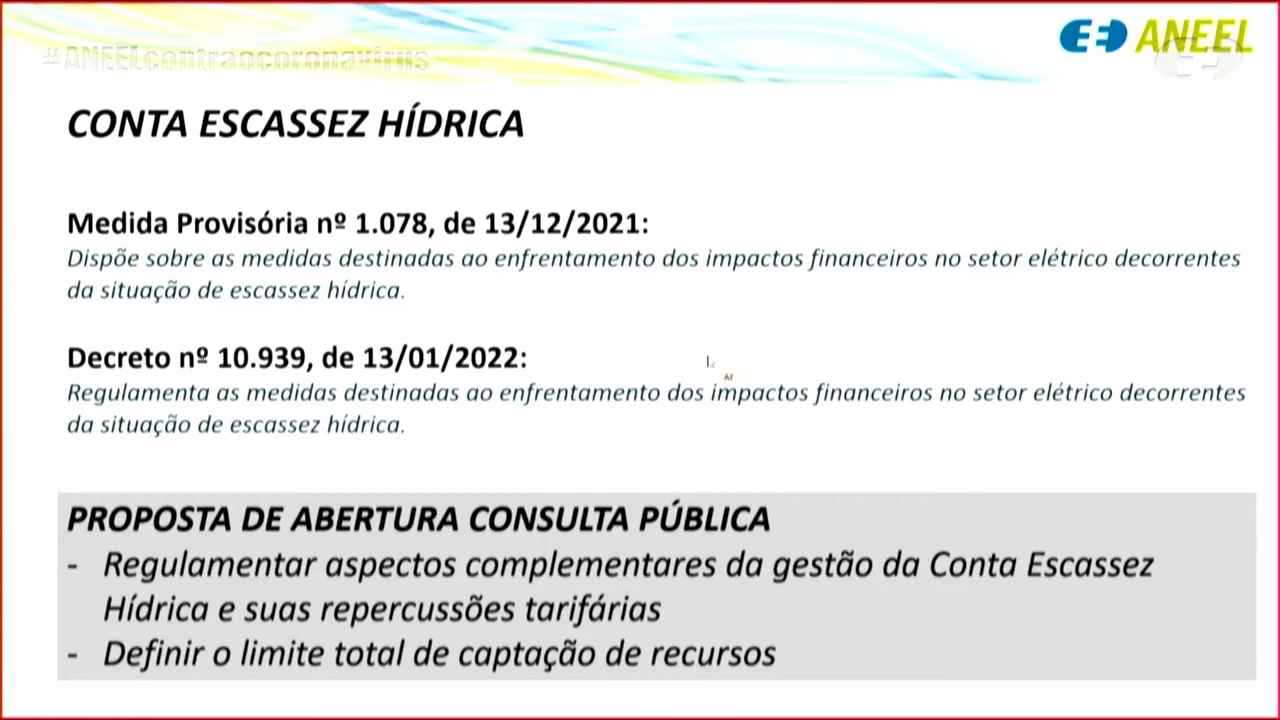 #ANEELcontraocoronavirus
ANEEL
CONTA ESCASSEZ HÍDRICA
Medida Provisória nº 1.078, de 13/12/2021:
Dispõe sobre as medidas destinadas ao enfrentamento dos impactos financeiros no setor elétrico decorrentes
da situação de escassez hídrica.
Decreto nº 10.939, de 13/01/2022:
Regulamenta as medidas destinadas ao enfrentamento dos impactos financeiros no setor elétrico decorrentes
da situação de escassez hídrica.
PROPOSTA DE ABERTURA CONSULTA PÚBLICA
- Regulamentar aspectos complementares da gestão da Conta Escassez
Hídrica e suas repercussões tarifárias
- Definir o limite total de captação de recursos